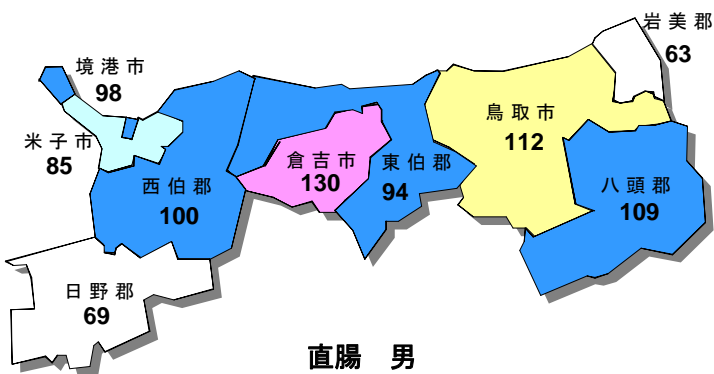 岩美郡
63
境港市
98
鳥取市
112
米子市
85
倉吉市
130
東伯郡
94
西伯郡
100
八頭郡
109
日野郡
69
直腸　男